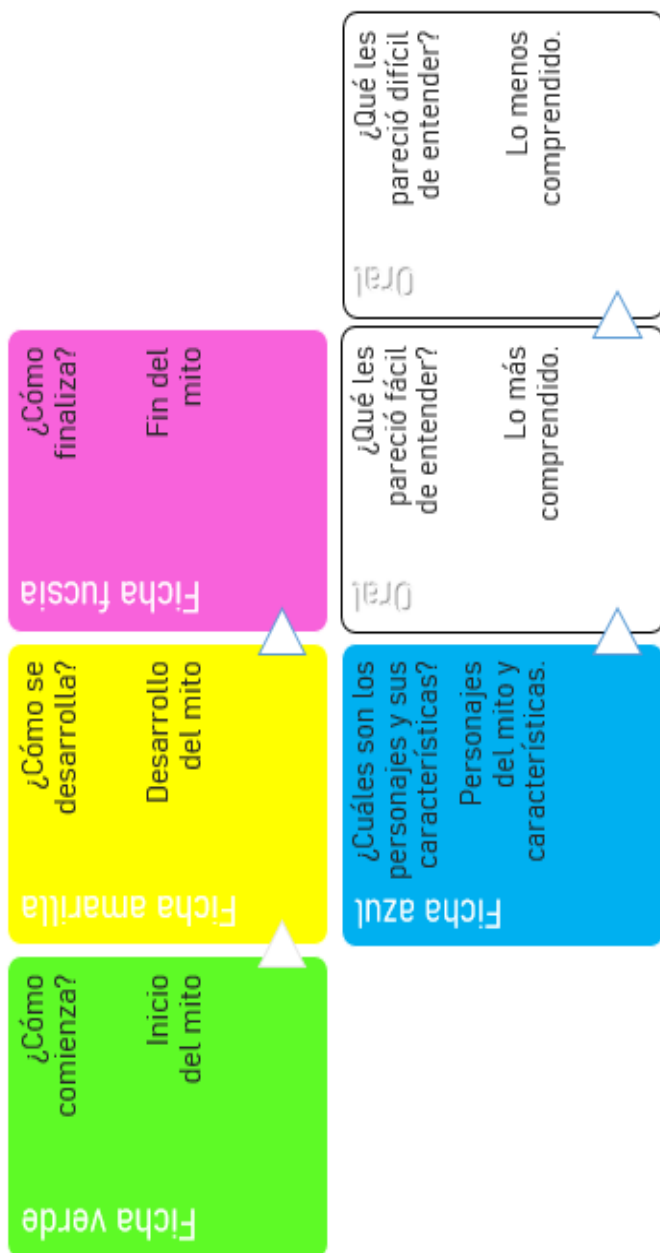 Ficha verde
¿Cómo
comienza?
Inicio
del mito
Ficha amarilla
¿Cómo se
desarrolla?
Desarrollo
del mito
Ficha fucsia
¿Cómo
finaliza?
Fin del
mito
Ficha azul
¿Cuáles son los
personajes y sus
características?
Personajes
del mito y
características.
Oral
¿Qué les
pareció fácil
de entender?
Lo más
comprendido.
Oral
¿Qué les
pareció difícil
de entender?
Lo menos
comprendido.